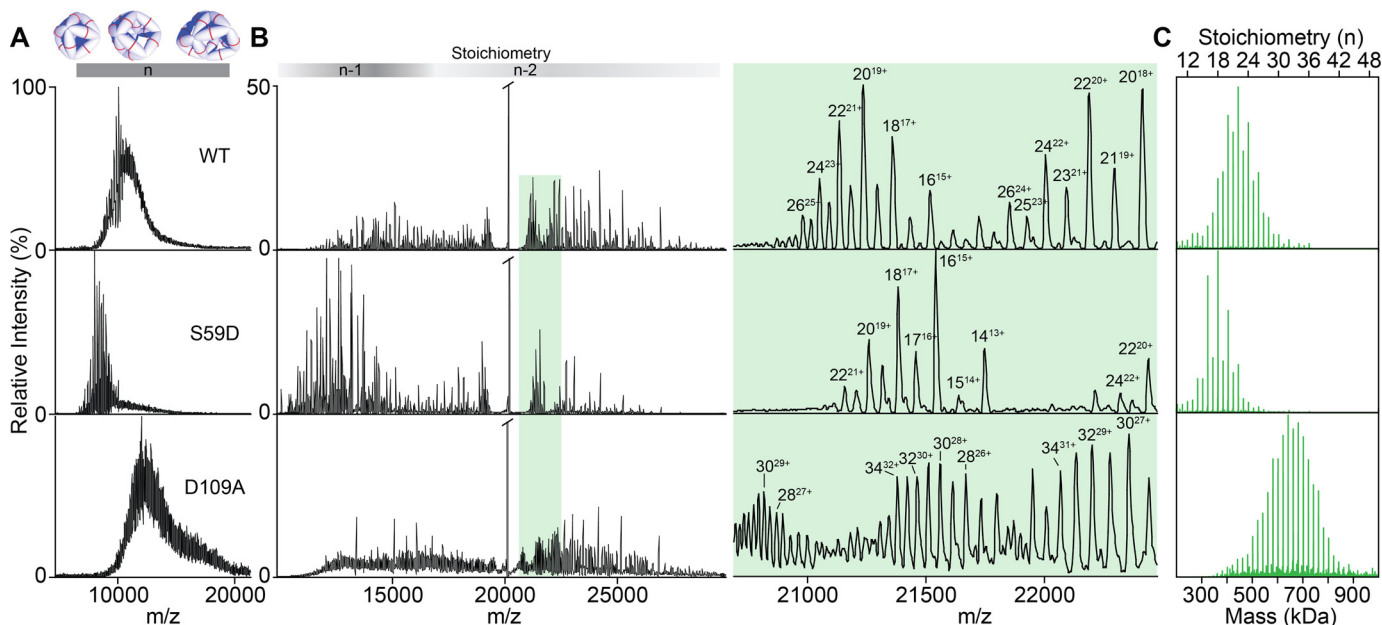 A
B
C
n
Stoichiometry
n-1
n-2
Stoichiometry (n)
12 18 24 30 36 42 48
Relative Intensity (%)
100
0
WT
50
0
26²⁵⁺
24²³⁺
22²¹⁺
20¹⁹⁺
18¹⁷⁺
16¹⁵⁺
26²⁴⁺
25²³⁺
24²²⁺
23²¹⁺
22²⁰⁺
21¹⁹⁺
20¹⁸⁺
0
S59D
0
22²¹⁺
20¹⁹⁺
18¹⁷⁺
17¹⁶⁺
16¹⁵⁺
15¹⁴⁺
14¹³⁺
24²²⁺
22²⁰⁺
0
D109A
0
30²⁹⁺
28²⁷⁺
34³²⁺
32³⁰⁺
30²⁸⁺
28²⁶⁺
34³¹⁺
32²⁹⁺
30²⁷⁺
10000 20000
m/z
15000 20000 25000
m/z
21000 21500 22000
m/z
300 500 700 900
Mass (kDa)